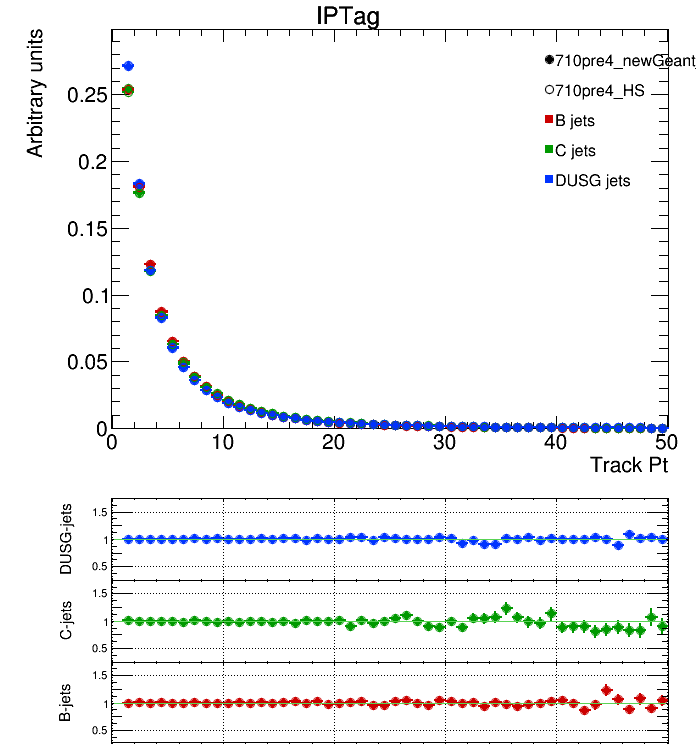 IPTag
Arbitrary units
710pre4_newGeant
710pre4_HS
B jets
C jets
DUSG jets
0.25
0.2
0.15
0.1
0.05
0
0 10 20 30 40 50
Track Pt
DUSG-jets
1.5
1
0.5
C-jets
1.5
1
0.5
B-jets
1.5
1
0.5